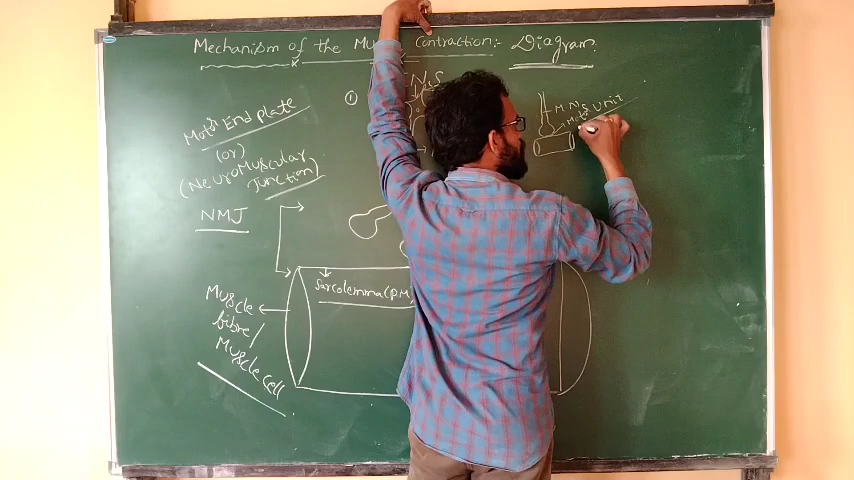 Mechanism of the Mu Contraction:- Diagram.
①
N.S
M.N.S
Motor Unit
Motor End plate
(or)
(NeuroMuscular
Junction)
NMJ
Sarcolemma(PM)
Muscle
fibre/
Muscle cell